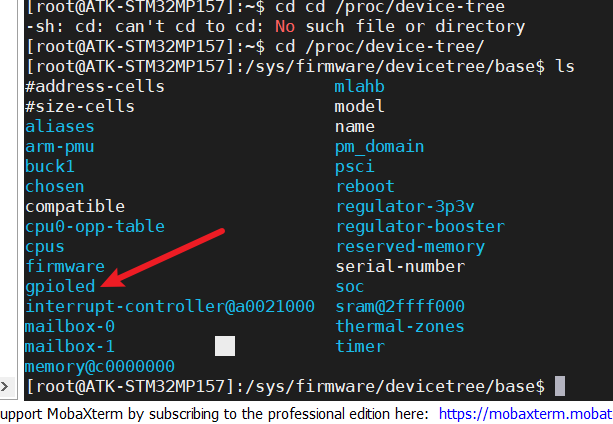 [root@ATK-STM32MP157]:~$ cd cd /proc/device-tree
-sh: cd: can't cd to cd: No such file or directory
[root@ATK-STM32MP157]:~$ cd /proc/device-tree/
[root@ATK-STM32MP157]:/sys/firmware/devicetree/base$ ls
#address-cells mlahb
#size-cells model
aliases name
arm-pmu pm_domain
buck1 psci
chosen reboot
compatible regulator-3p3v
cpu0-opp-table regulator-booster
cpus reserved-memory
firmware serial-number
gpioled soc
interrupt-controller@a0021000 sram@2ffff000
mailbox-0 thermal-zones
mailbox-1 timer
memory@c0000000
[root@ATK-STM32MP157]:/sys/firmware/devicetree/base$
upport MobaXterm by subscribing to the professional edition here: https://mobaxterm.mobat